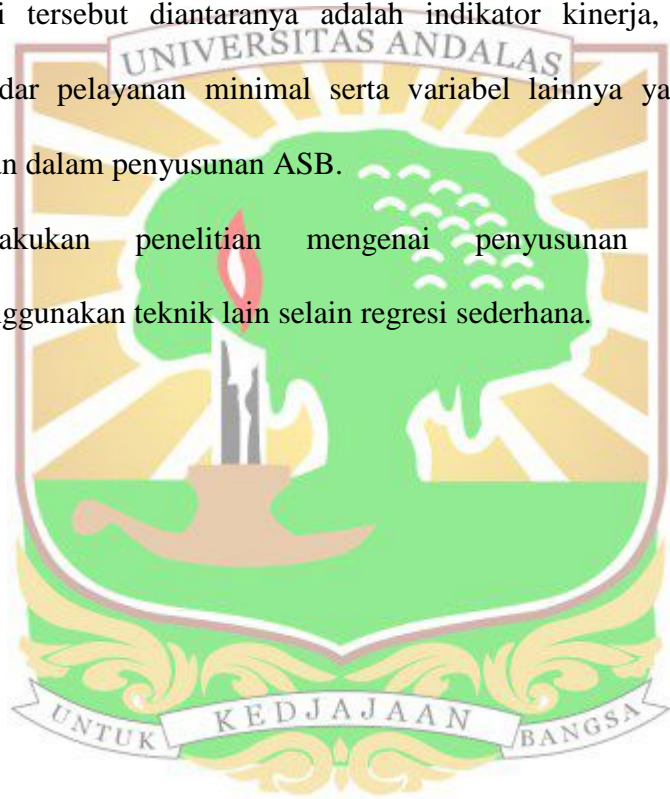 i tersebut diantaranya adalah indikator kinerja,
UNIVERSITAS ANDALAS
dar pelayanan minimal serta variabel lainnya ya
n dalam penyusunan ASB.
akukan penelitian mengenai penyusunan
ggunakan teknik lain selain regresi sederhana.
UNTUK KEDJAJAAN BANGSA